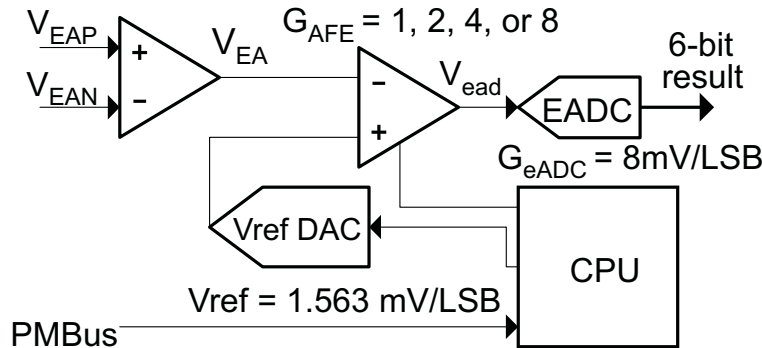 V_EAP
V_EAN
+
−
V_EA
G_AFE = 1, 2, 4, or 8
−
+
V_ead
EADC
6-bit
result
G_eADC = 8mV/LSB
Vref DAC
CPU
Vref = 1.563 mV/LSB
PMBus